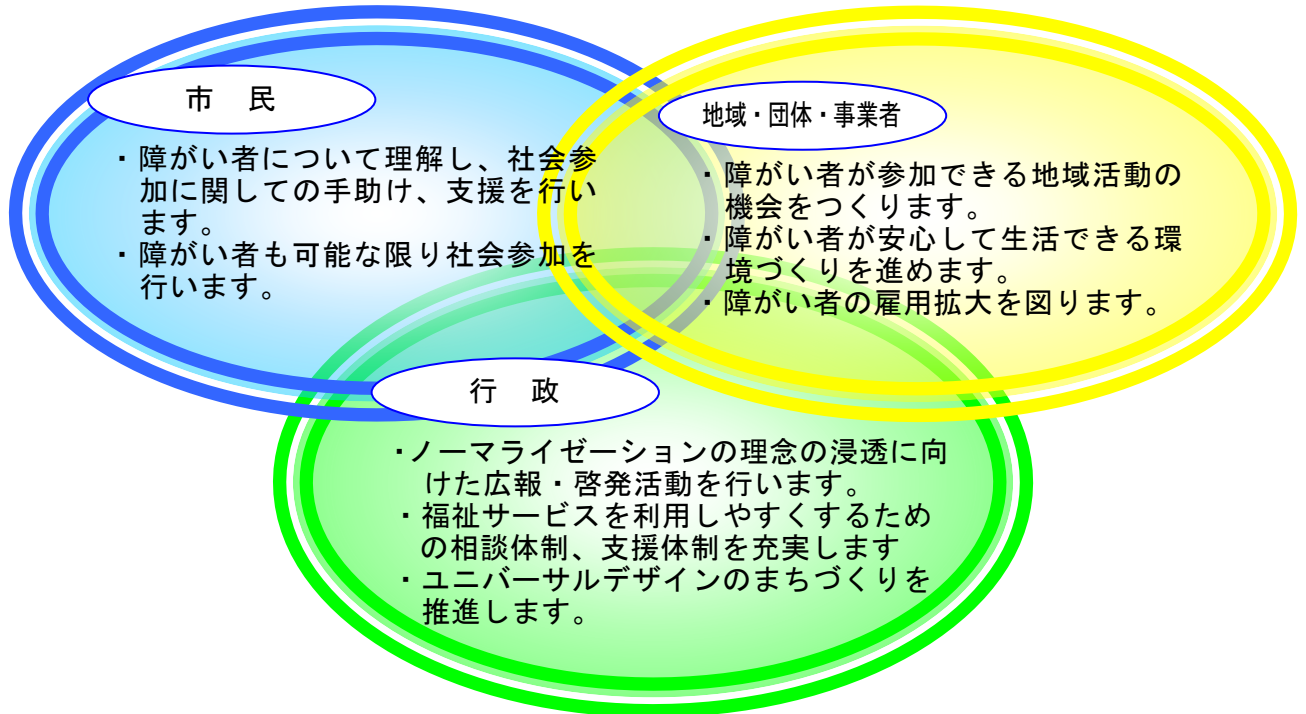 市　民
・障がい者について理解し、社会参
加に関しての手助け、支援を行い
ます。
・障がい者も可能な限り社会参加を
行います。
地域・団体・事業者
・障がい者が参加できる地域活動の
機会をつくります。
・障がい者が安心して生活できる環
境づくりを進めます。
・障がい者の雇用拡大を図ります。
行　政
・ノーマライゼーションの理念の浸透に向
けた広報・啓発活動を行います。
・福祉サービスを利用しやすくするため
の相談体制、支援体制を充実します
・ユニバーサルデザインのまちづくりを
推進します。